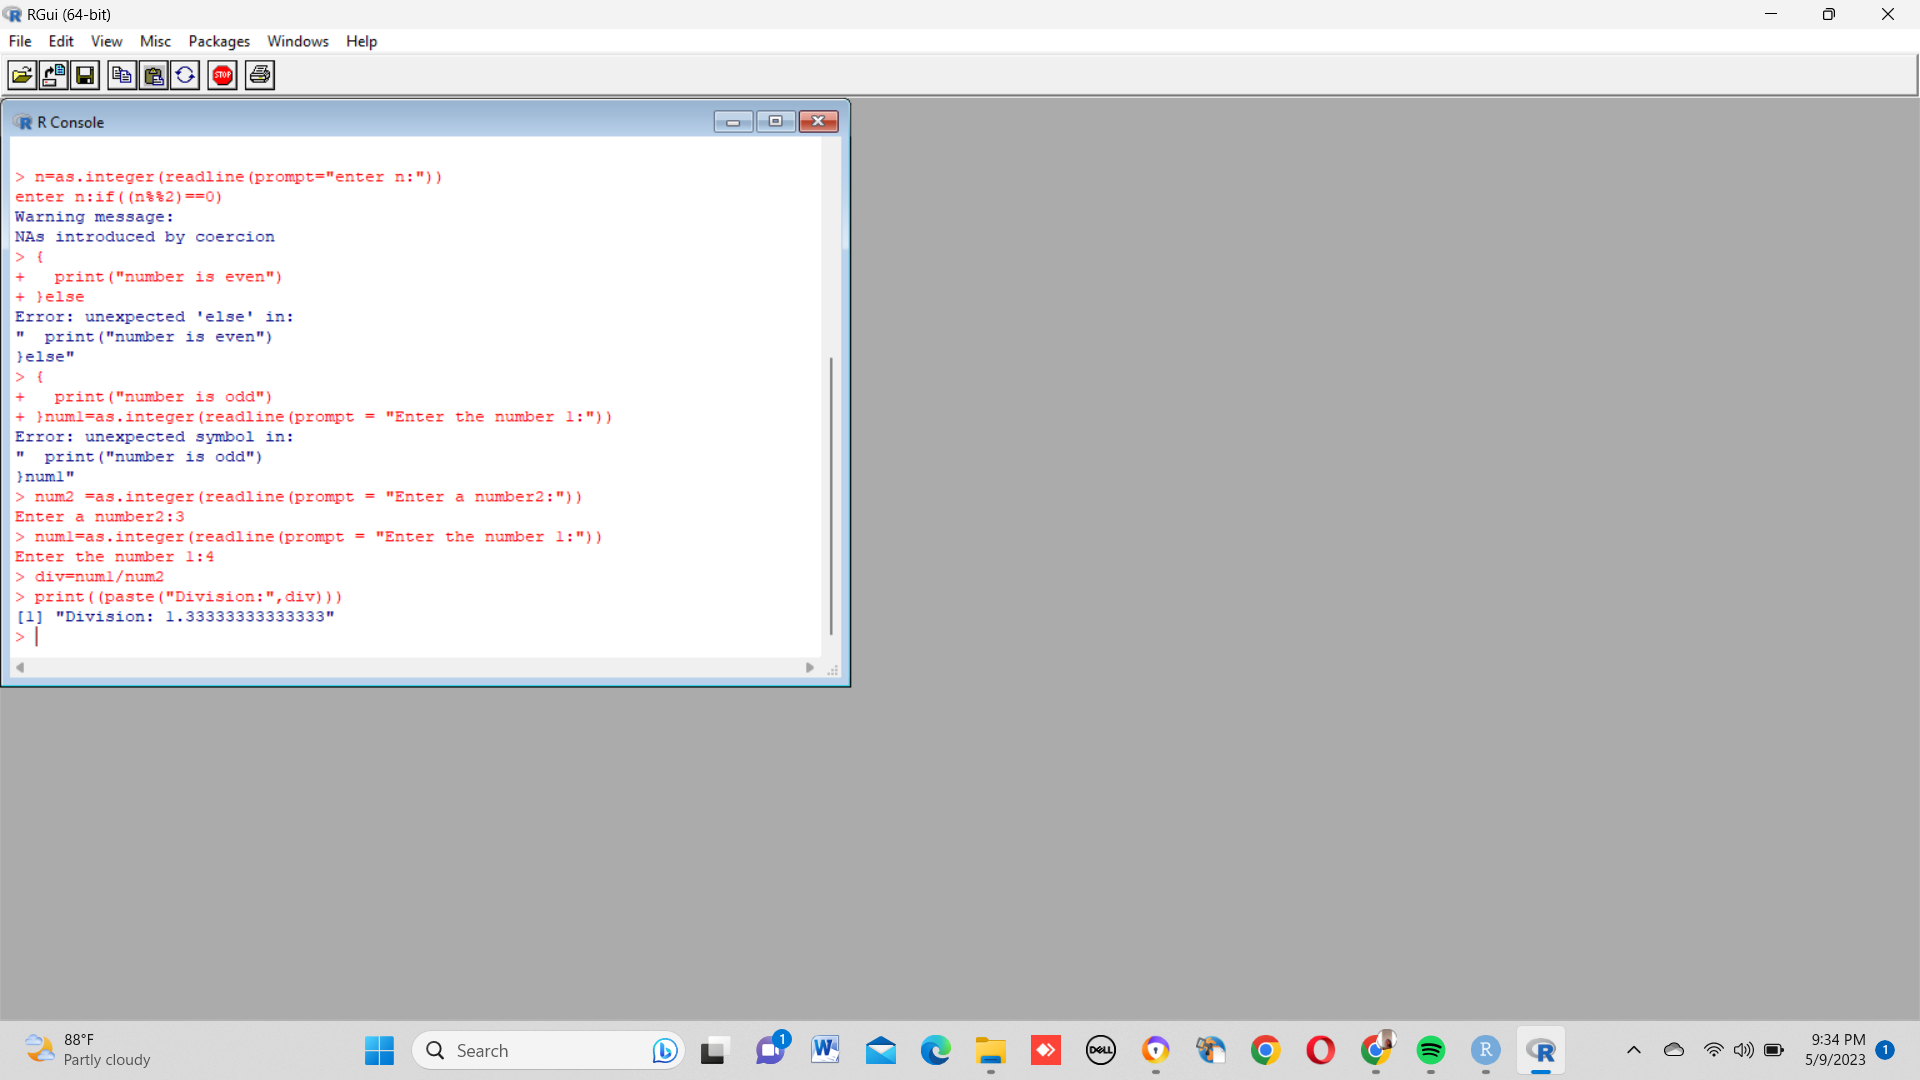 RGui (64-bit)
File Edit View Misc Packages Windows Help
STOP
R Console
> n=as.integer(readline(prompt="enter n:"))
enter n:if((n%%2)==0)
Warning message:
NAs introduced by coercion
> {
+   print("number is even")
+ }else
Error: unexpected 'else' in:
"  print("number is even")
}else"
> {
+   print("number is odd")
+ }num1=as.integer(readline(prompt = "Enter the number 1:"))
Error: unexpected symbol in:
"  print("number is odd")
}num1"
> num2 =as.integer(readline(prompt = "Enter a number2:"))
Enter a number2:3
> num1=as.integer(readline(prompt = "Enter the number 1:"))
Enter the number 1:4
> div=num1/num2
> print((paste("Division:",div)))
[1] "Division: 1.33333333333333"
>
88°F
Partly cloudy
Search
1
DELL
9:34 PM
5/9/2023
1